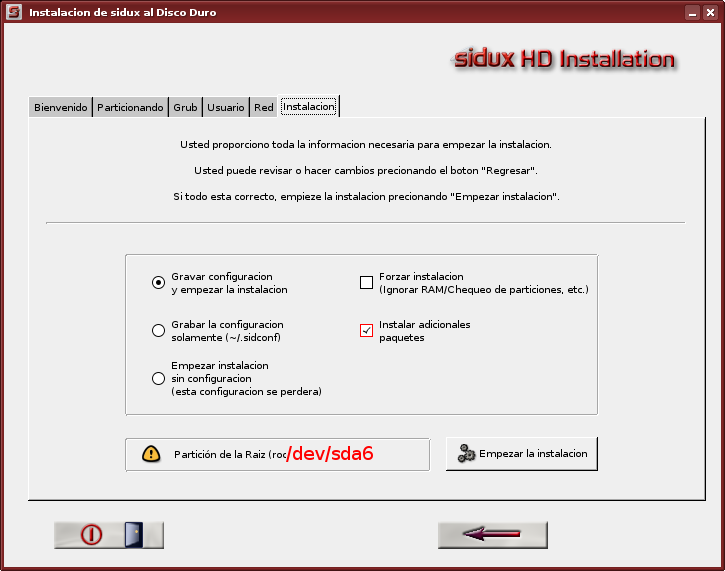 Instalacion de sidux al Disco Duro
sidux HD Installation
Bienvenido Particionando Grub Usuario Red Instalacion
Usted proporciono toda la informacion necesaria para empezar la instalacion.
Usted puede revisar o hacer cambios precionando el boton "Regresar".
Si todo esta correcto, empieze la instalacion precionando "Empezar instalacion".
Gravar configuracion
y empezar la instalacion
Forzar instalacion
(Ignorar RAM/Chequeo de particiones, etc.)
Grabar la configuracion
solamente (~/.sidconf)
Instalar adicionales
paquetes
Empezar instalacion
sin configuracion
(esta configuracion se perdera)
Partición de la Raiz (roo/dev/sda6
Empezar la instalacion